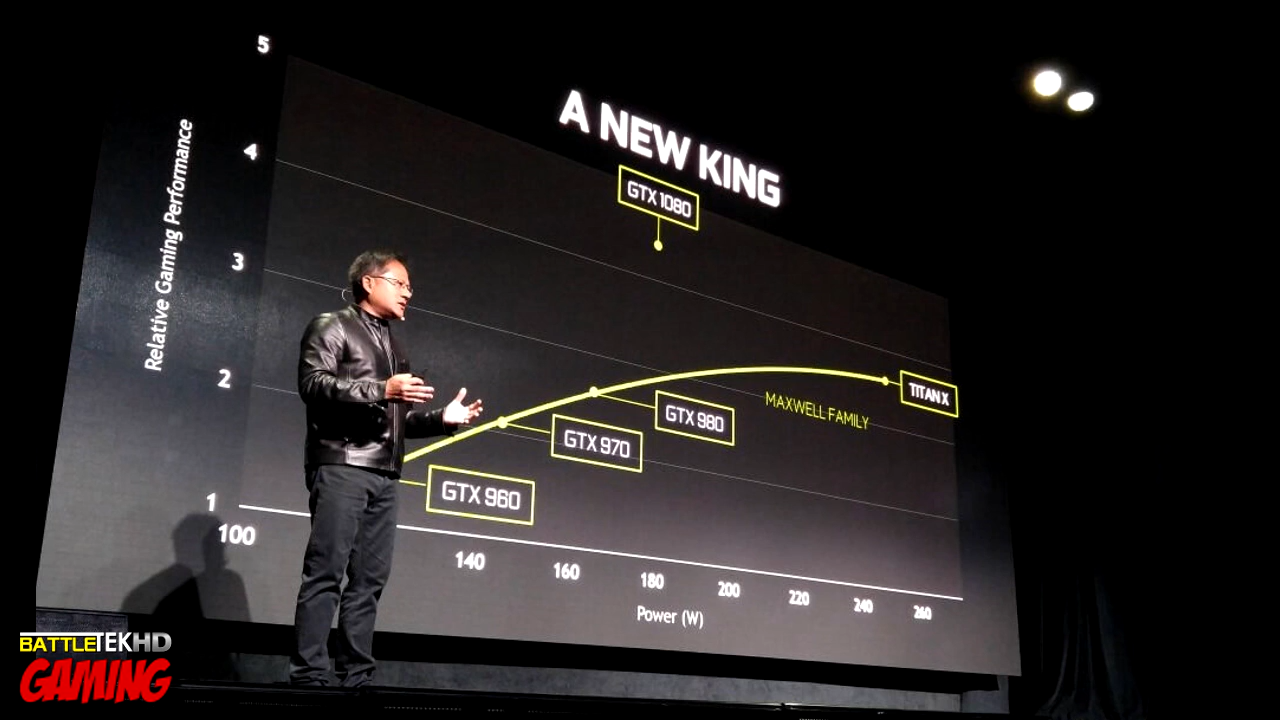 A NEW KING
5
4
3
2
1
Relative Gaming Performance
GTX 1080
TITAN X
MAXWELL FAMILY
GTX 980
GTX 970
GTX 960
100
140
160
180
200
220
240
260
Power (W)
BATTLETEKHD
GAMING